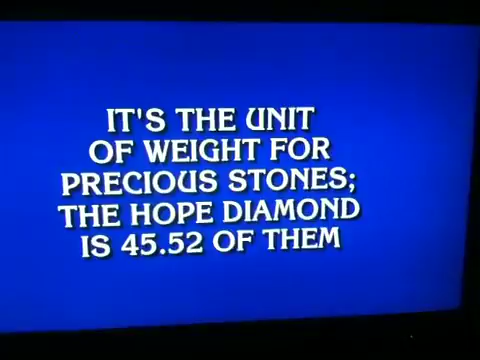 IT'S THE UNIT
OF WEIGHT FOR
PRECIOUS STONES;
THE HOPE DIAMOND
IS 45.52 OF THEM